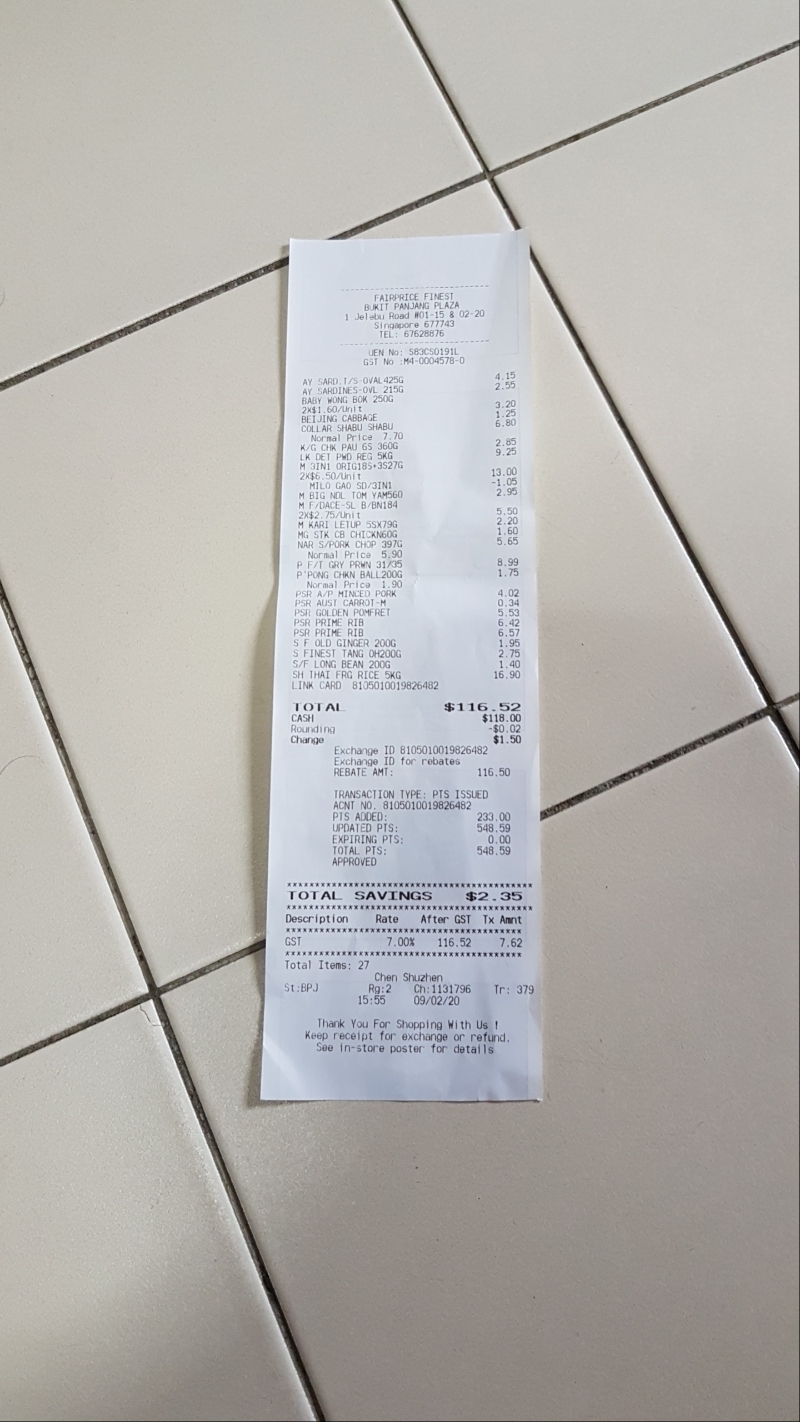 --------------------------------
FAIRPRICE FINEST
BUKIT PANJANG PLAZA
1 Jelebu Road #01-15 & 02-20
Singapore 677743
TEL: 67628876
--------------------------------
UEN No: S83CS0191L
GST No :M4-0004578-0
AY SARD.T/S-OVAL425G 4.15
AY SARDINES-OVL 215G 2.55
BABY WONG BOK 250G
2X$1.60/Unit 3.20
BEIJING CABBAGE 1.25
COLLAR SHABU SHABU 6.80
Normal Price 7.70
K/G CHK PAU 6S 360G 2.85
LK DET PWD REG 5KG 9.25
M 3IN1 ORIG18S+3S27G
2X$6.50/Unit 13.00
MILO GAO SD/3IN1 -1.05
M BIG NDL TOM YAM560 2.95
M F/DACE-SL B/BN184
2X$2.75/Unit 5.50
M KARI LETUP 5SX79G 2.20
MG STK CB CHICKN60G 1.60
NAR S/PORK CHOP 397G 5.65
Normal Price 5.90
P F/T GRY PRWN 31/35 8.99
P'PONG CHKN BALL200G 1.75
Normal Price 1.90
PSR A/P MINCED PORK 4.02
PSR AUST CARROT-M 0.34
PSR GOLDEN POMFRET 5.53
PSR PRIME RIB 6.42
PSR PRIME RIB 6.57
S F OLD GINGER 200G 1.95
S FINEST TANG OH200G 2.75
S/F LONG BEAN 200G 1.40
SH THAI FRG RICE 5KG 16.90
LINK CARD 8105010019826482
TOTAL $116.52
CASH $118.00
Rounding -$0.02
Change $1.50
Exchange ID 8105010019826482
Exchange ID for rebates
REBATE AMT: 116.50
TRANSACTION TYPE: PTS ISSUED
ACNT NO. 8105010019826482
PTS ADDED: 233.00
UPDATED PTS: 548.59
EXPIRING PTS: 0.00
TOTAL PTS: 548.59
APPROVED
******************************************
TOTAL SAVINGS $2.35
******************************************
Description Rate After GST Tx Amnt
******************************************
GST 7.00% 116.52 7.62
******************************************
Total Items: 27
Chen Shuzhen
St:BPJ Rg:2 Ch:1131796 Tr: 379
15:55 09/02/20
Thank You For Shopping With Us !
Keep receipt for exchange or refund.
See in-store poster for details